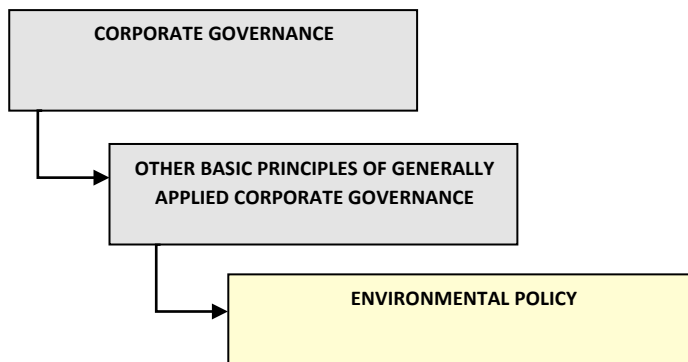 CORPORATE GOVERNANCE
OTHER BASIC PRINCIPLES OF GENERALLY
APPLIED CORPORATE GOVERNANCE
ENVIRONMENTAL POLICY